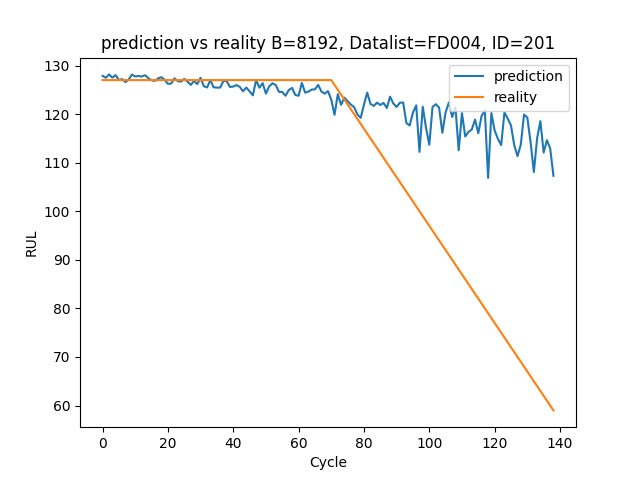 prediction vs reality B=8192, Datalist=FD004, ID=201
prediction
reality
RUL
130
120
110
100
90
80
70
60
0 20 40 60 80 100 120 140
Cycle